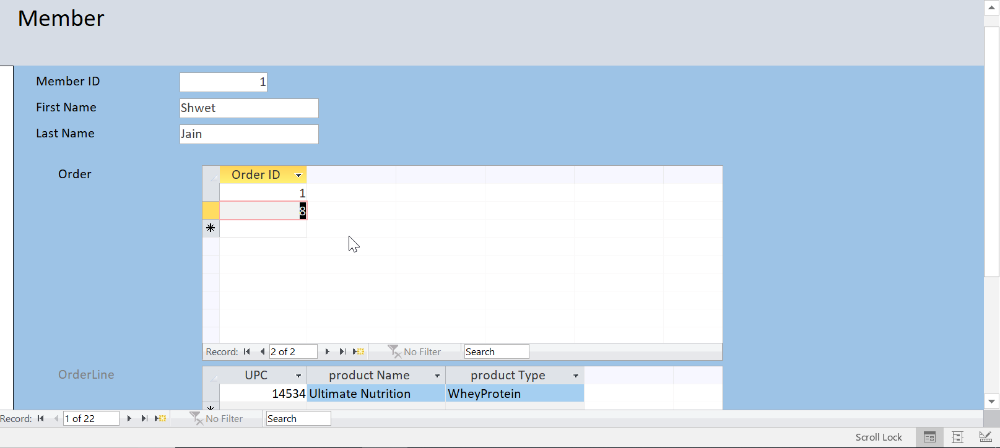 Member
Member ID 1
First Name Shwet
Last Name Jain
Order Order ID
1
8
Record: 2 of 2 No Filter Search
OrderLine UPC product Name product Type
14534 Ultimate Nutrition WheyProtein
Record: 1 of 22 No Filter Search
Scroll Lock